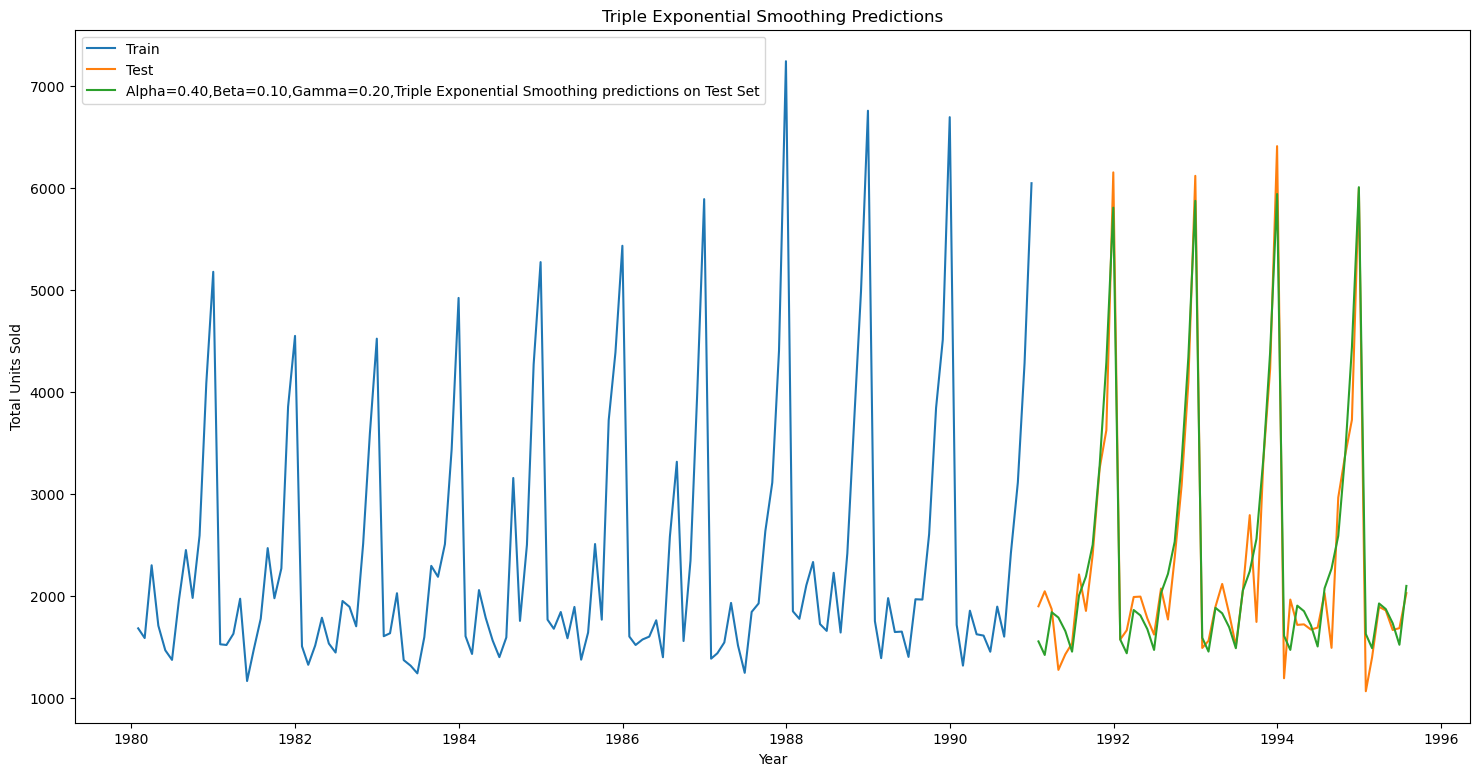 Triple Exponential Smoothing Predictions
Train
Test
Alpha=0.40,Beta=0.10,Gamma=0.20,Triple Exponential Smoothing predictions on Test Set
7000
6000
5000
4000
3000
2000
1000
Total Units Sold
1980 1982 1984 1986 1988 1990 1992 1994 1996
Year